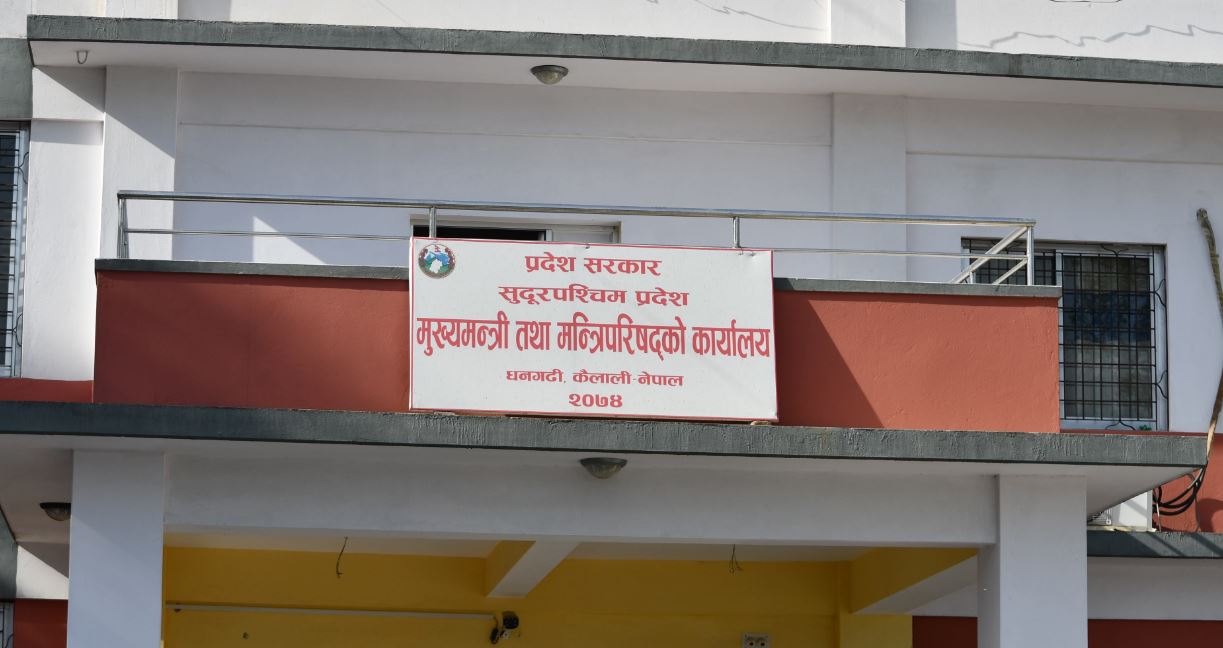 प्रदेश सरकार
सुदूरपश्चिम प्रदेश
मुख्यमन्त्री तथा मन्त्रिपरिषद्को कार्यालय
धनगढी, कैलाली-नेपाल
२०७४